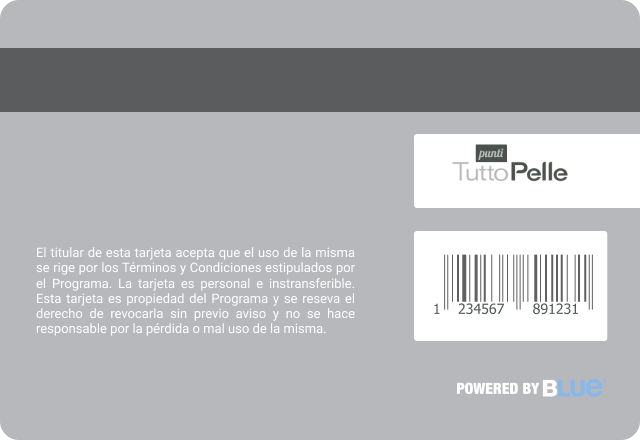 punti
TuttoPelle
El titular de esta tarjeta acepta que el uso de la misma
se rige por los Términos y Condiciones estipulados por
el Programa. La tarjeta es personal e instransferible.
Esta tarjeta es propiedad del Programa y se reseva el
derecho de revocarla sin previo aviso y no se hace
responsable por la pérdida o mal uso de la misma.
1 234567 891231
POWERED BY BLUE